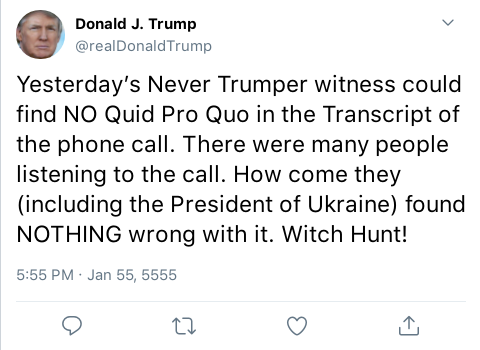 Donald J. Trump
@realDonaldTrump
Yesterday's Never Trumper witness could
find NO Quid Pro Quo in the Transcript of
the phone call. There were many people
listening to the call. How come they
(including the President of Ukraine) found
NOTHING wrong with it. Witch Hunt!
5:55 PM · Jan 55, 5555